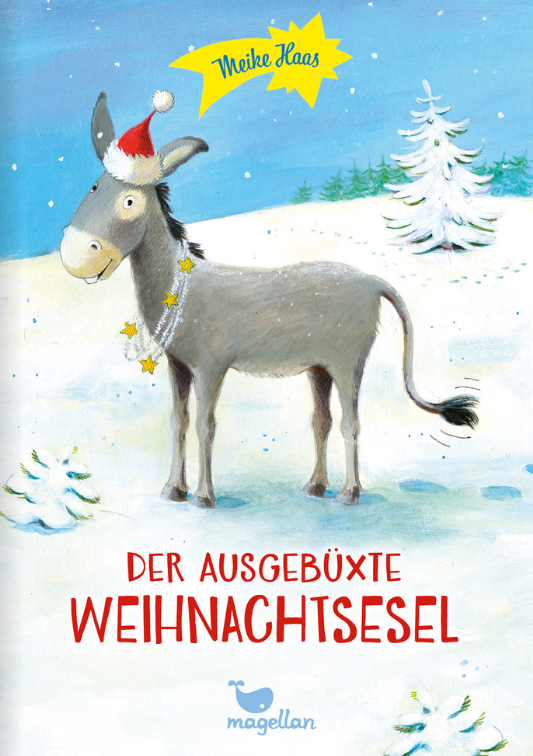 Meike Haas
DER AUSGEBÜXTE
WEIHNACHTSESEL
magellan